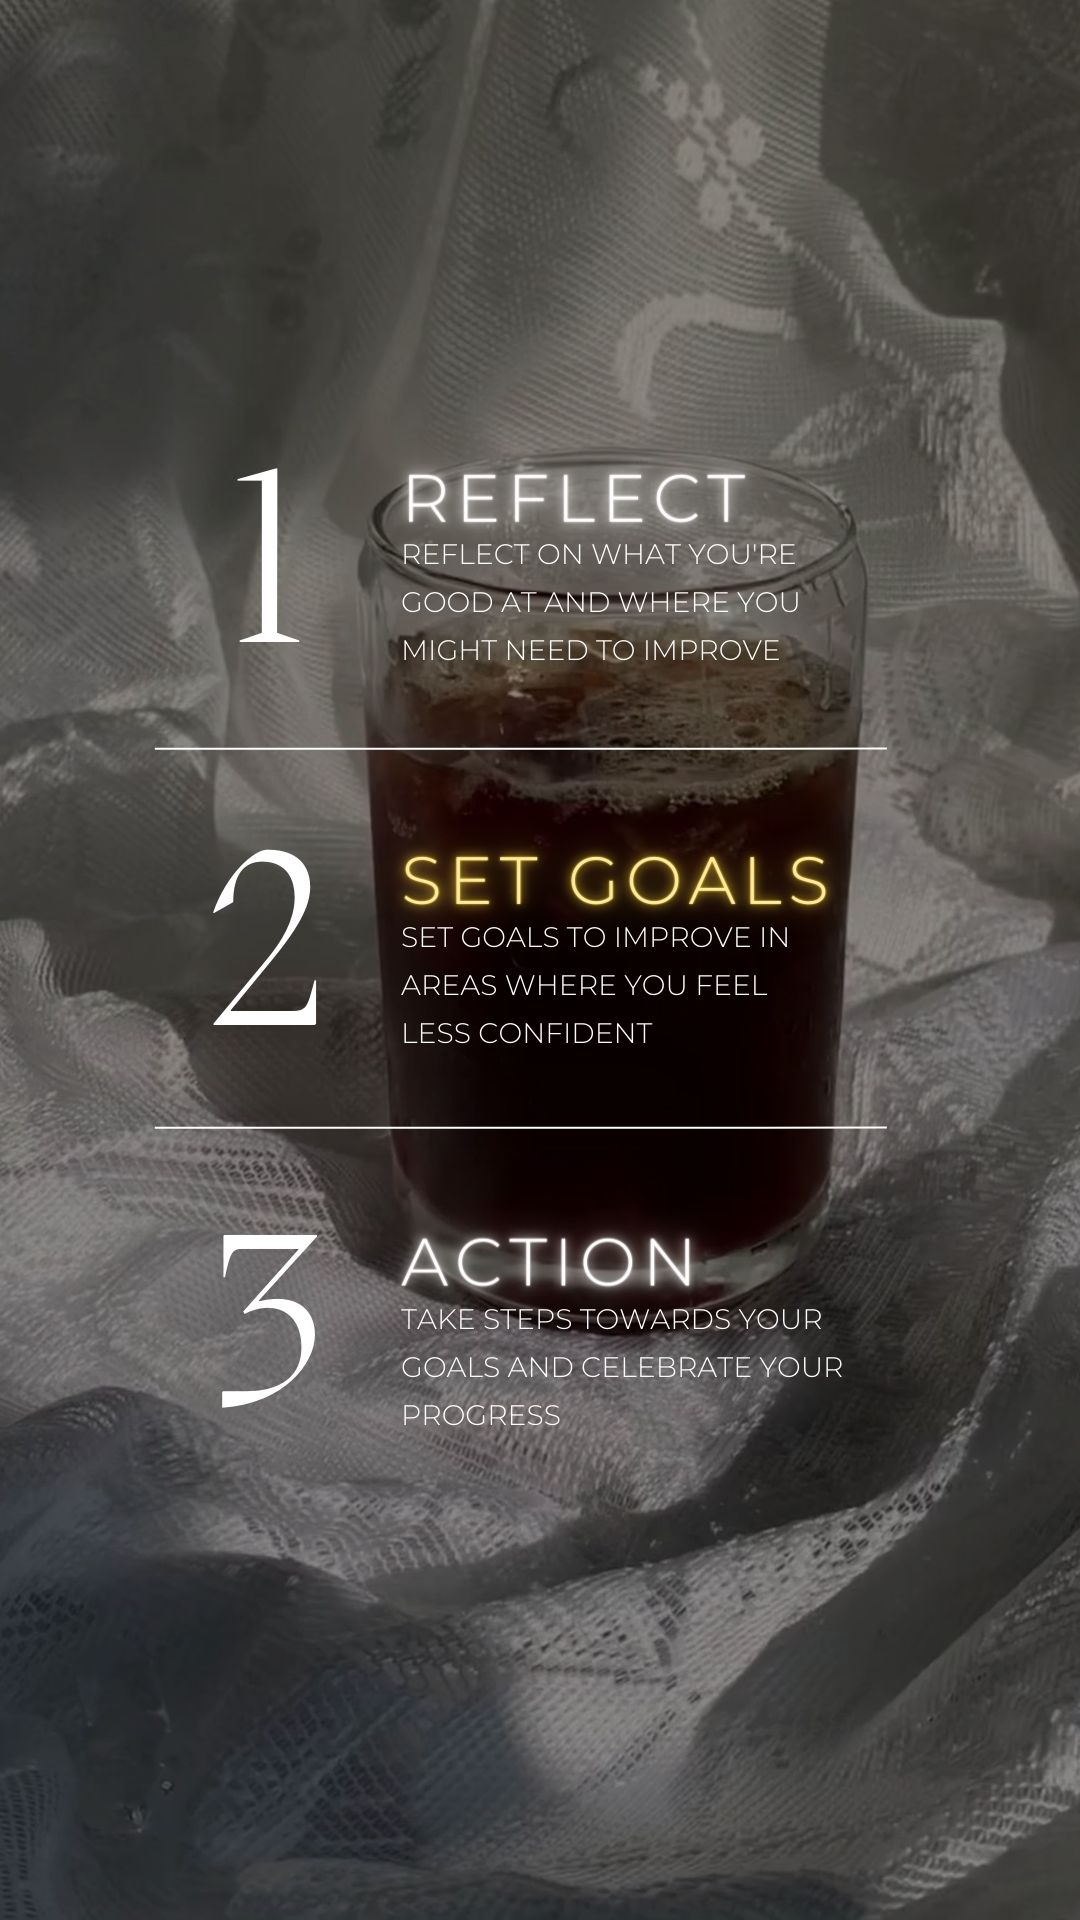 1
REFLECT
REFLECT ON WHAT YOU'RE
GOOD AT AND WHERE YOU
MIGHT NEED TO IMPROVE
2
SET GOALS
SET GOALS TO IMPROVE IN
AREAS WHERE YOU FEEL
LESS CONFIDENT
3
ACTION
TAKE STEPS TOWARDS YOUR
GOALS AND CELEBRATE YOUR
PROGRESS